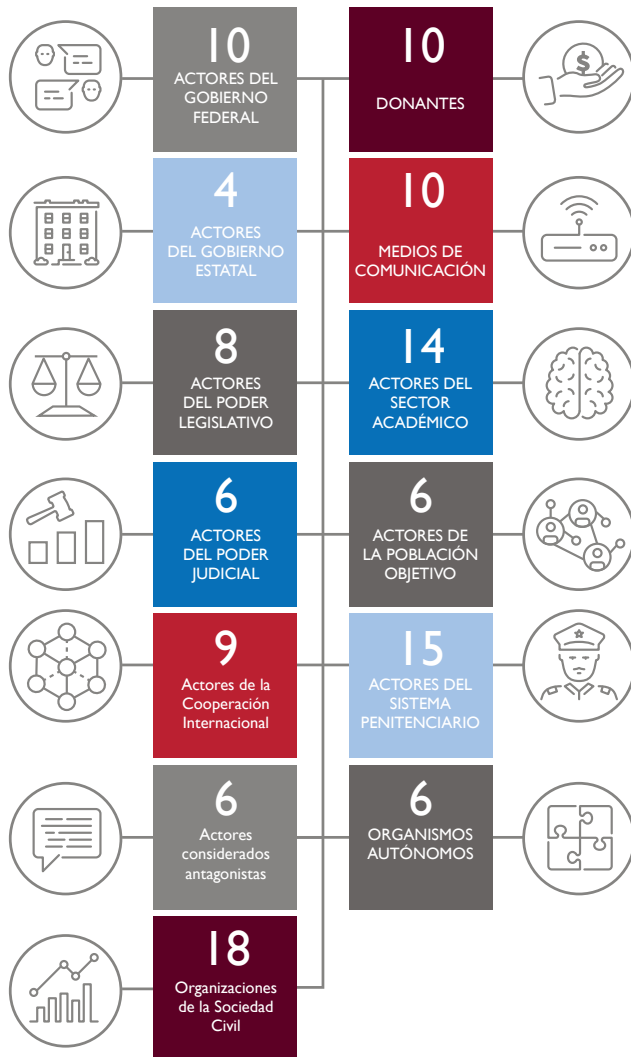 10
ACTORES DEL
GOBIERNO
FEDERAL
10
DONANTES
4
ACTORES
DEL GOBIERNO
ESTATAL
10
MEDIOS DE
COMUNICACIÓN
8
ACTORES
DEL PODER
LEGISLATIVO
14
ACTORES DEL
SECTOR
ACADÉMICO
6
ACTORES
DEL PODER
JUDICIAL
6
ACTORES DE
LA POBLACIÓN
OBJETIVO
9
Actores de la
Cooperación
Internacional
15
ACTORES DEL
SISTEMA
PENITENCIARIO
6
Actores
considerados
antagonistas
6
ORGANISMOS
AUTÓNOMOS
18
Organizaciones
de la Sociedad
Civil